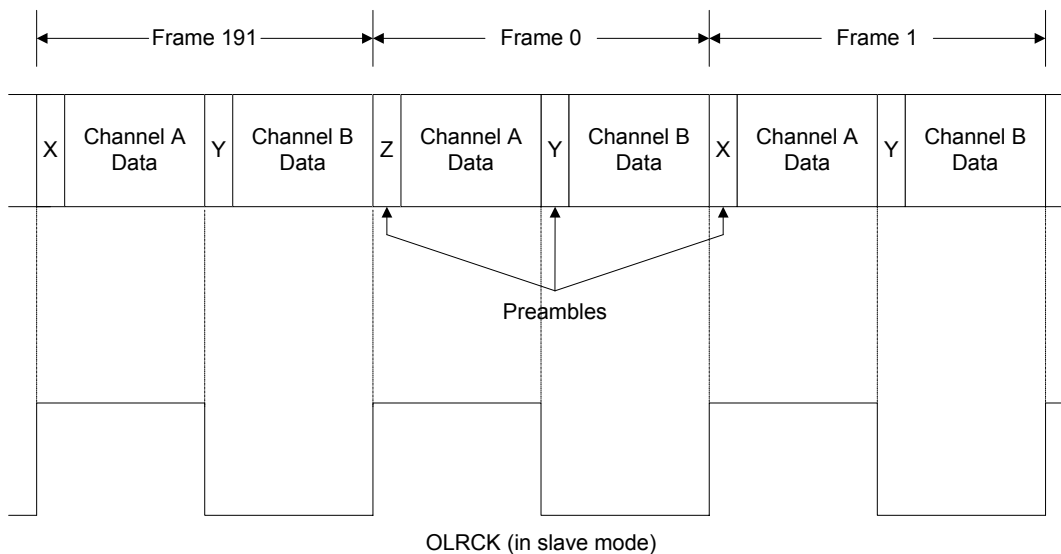 Frame 191
Frame 0
Frame 1
X
Channel A
Data
Y
Channel B
Data
Z
Channel A
Data
Y
Channel B
Data
X
Channel A
Data
Y
Channel B
Data
Preambles
OLRCK (in slave mode)